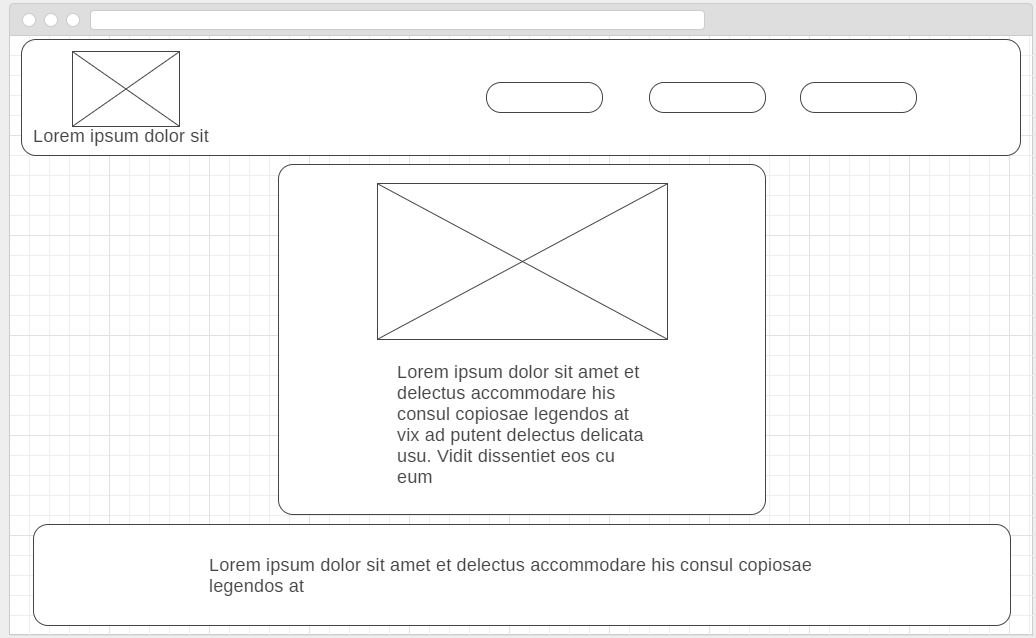 Lorem ipsum dolor sit
Lorem ipsum dolor sit amet et
delectus accommodare his
consul copiosae legendos at
vix ad putent delectus delicata
usu. Vidit dissentiet eos cu
eum
Lorem ipsum dolor sit amet et delectus accommodare his consul copiosae
legendos at